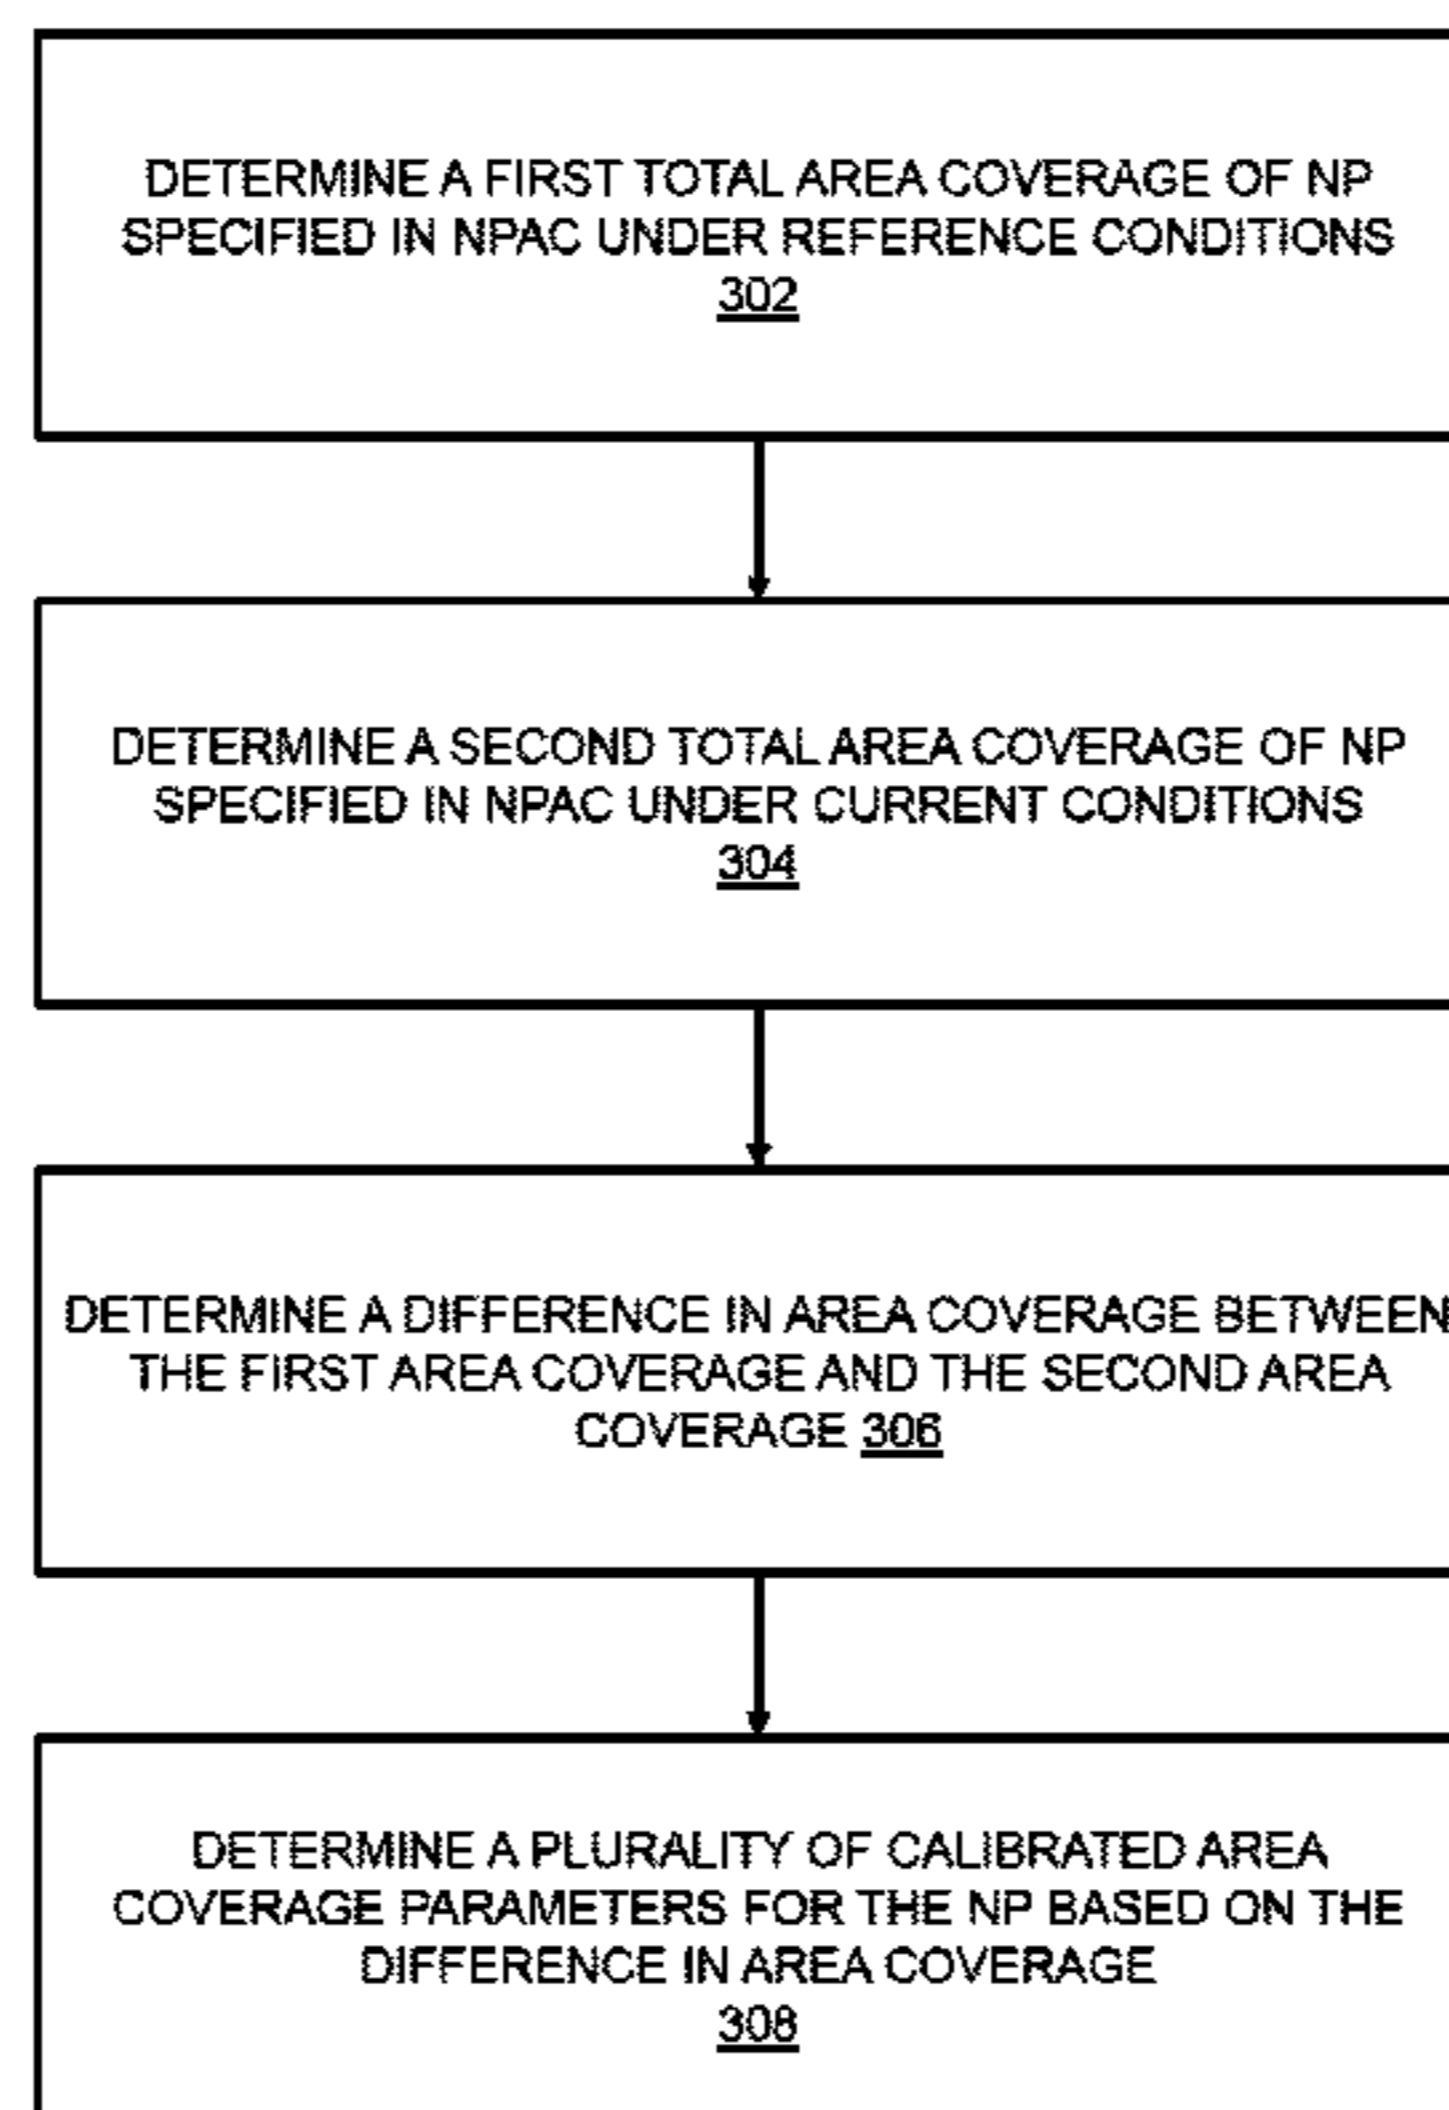 DETERMINE A FIRST TOTAL AREA COVERAGE OF NP
SPECIFIED IN NPAC UNDER REFERENCE CONDITIONS
302
DETERMINE A SECOND TOTAL AREA COVERAGE OF NP
SPECIFIED IN NPAC UNDER CURRENT CONDITIONS
304
DETERMINE A DIFFERENCE IN AREA COVERAGE BETWEEN
THE FIRST AREA COVERAGE AND THE SECOND AREA
COVERAGE 306
DETERMINE A PLURALITY OF CALIBRATED AREA
COVERAGE PARAMETERS FOR THE NP BASED ON THE
DIFFERENCE IN AREA COVERAGE
308